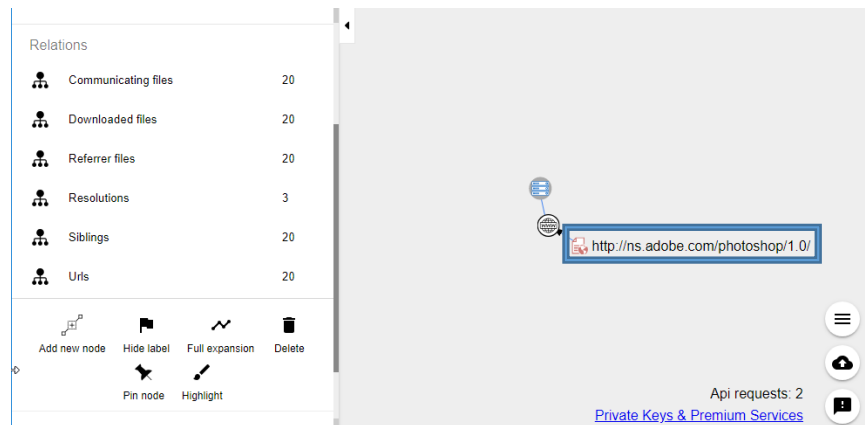 Relations
Communicating files 20
Downloaded files 20
Referrer files 20
Resolutions 3
Siblings 20
Urls 20
Add new node Hide label Full expansion Delete
Pin node Highlight
www
http://ns.adobe.com/photoshop/1.0/
Api requests: 2
Private Keys & Premium Services